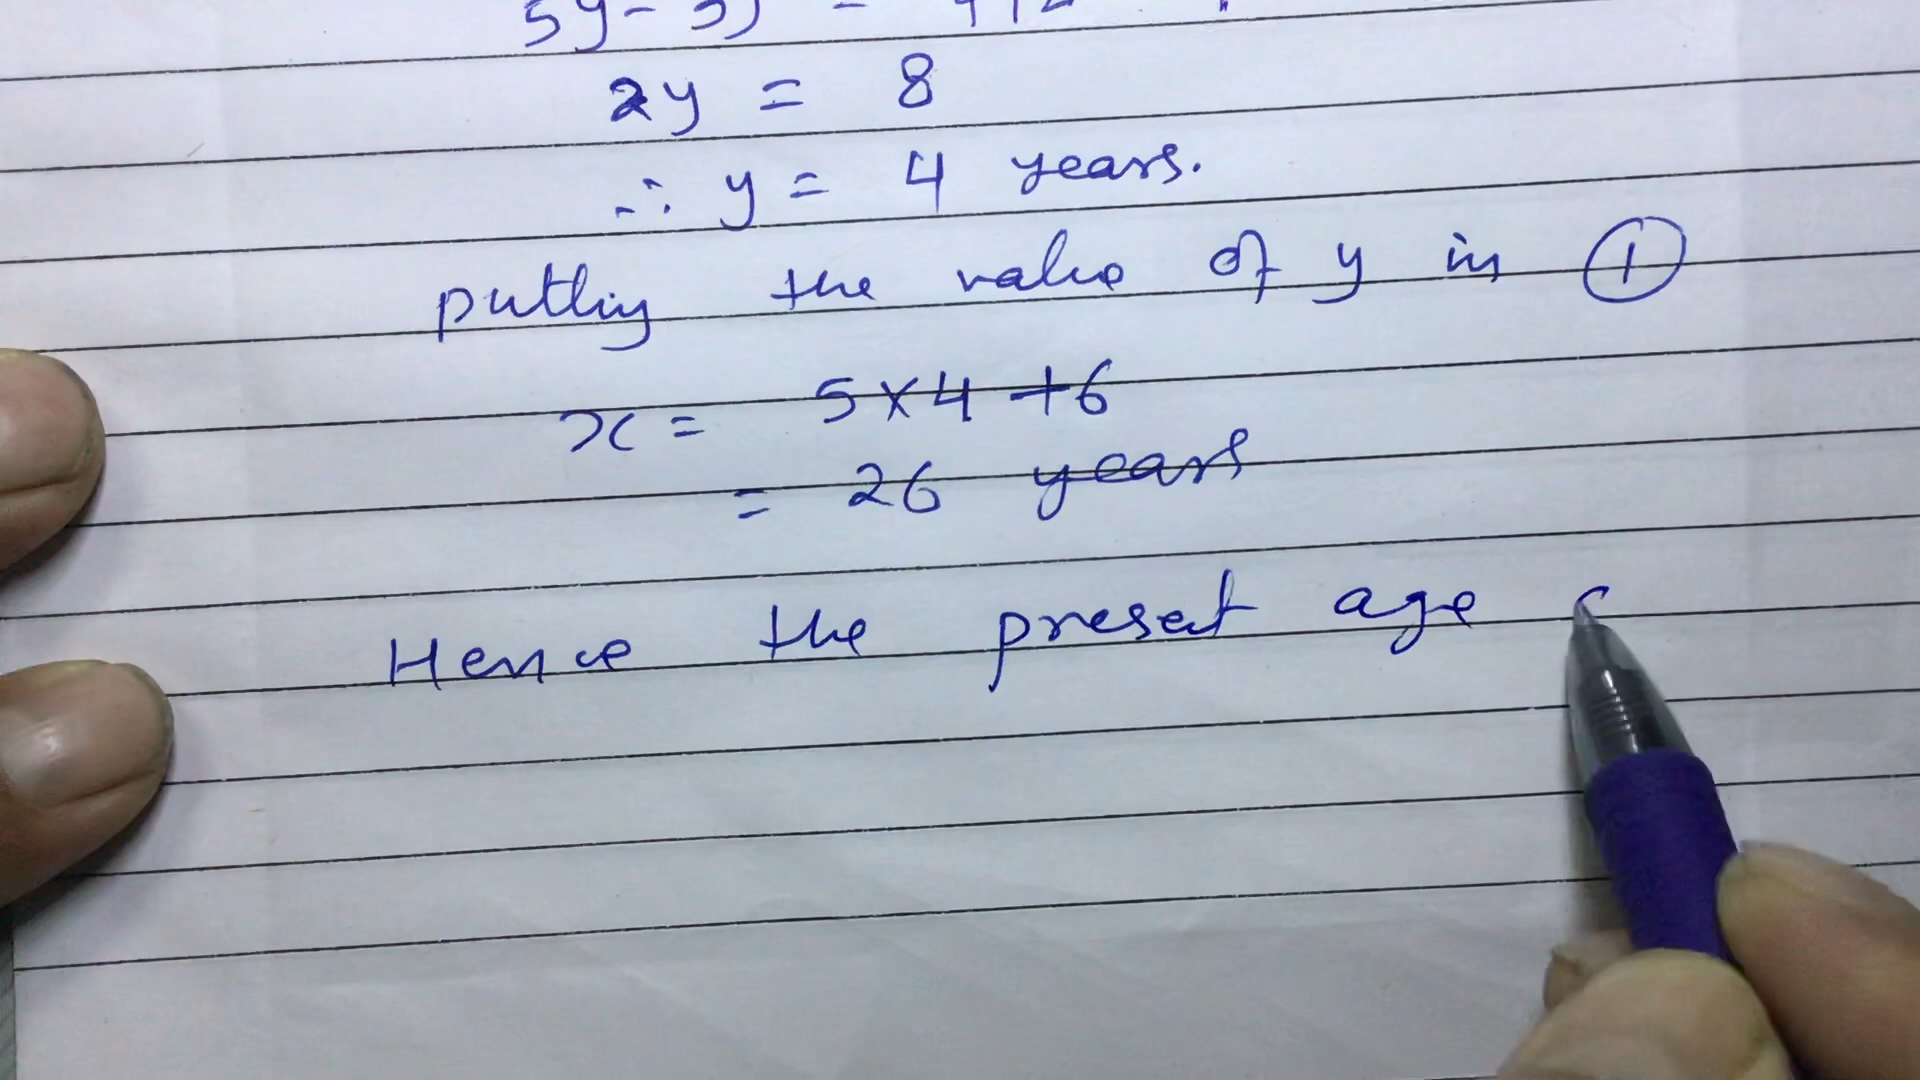 2y = 8
∴ y = 4 years.
putting the value of y in ①
x = 5×4 +6
= 26 years
Hence the present age